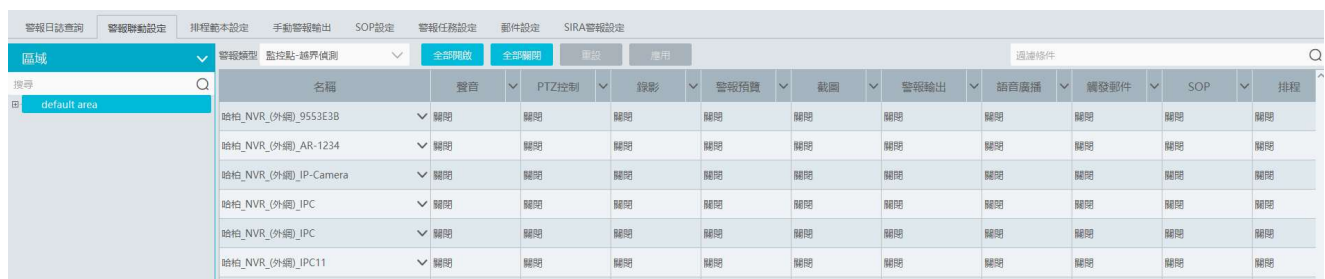 警報日誌查詢 警報聯動設定 排程範本設定 手動警報輸出 SOP設定 警報任務設定 郵件設定 SIRA警報設定
區域 警報類型 監控點-越界偵測 全部開啟 全部關閉 重設 應用 過濾條件
搜尋 名稱 聲音 PTZ控制 錄影 警報預覽 截圖 警報輸出 語音廣播 觸發郵件 SOP 排程
default area
哈柏_NVR_(外網)_9553E3B 關閉 關閉 關閉 關閉 關閉 關閉 關閉 關閉 關閉 關閉
哈柏_NVR_(外網)_AR-1234 關閉 關閉 關閉 關閉 關閉 關閉 關閉 關閉 關閉 關閉
哈柏_NVR_(外網)_IP-Camera 關閉 關閉 關閉 關閉 關閉 關閉 關閉 關閉 關閉 關閉
哈柏_NVR_(外網)_IPC 關閉 關閉 關閉 關閉 關閉 關閉 關閉 關閉 關閉 關閉
哈柏_NVR_(外網)_IPC 關閉 關閉 關閉 關閉 關閉 關閉 關閉 關閉 關閉 關閉
哈柏_NVR_(外網)_IPC11 關閉 關閉 關閉 關閉 關閉 關閉 關閉 關閉 關閉 關閉